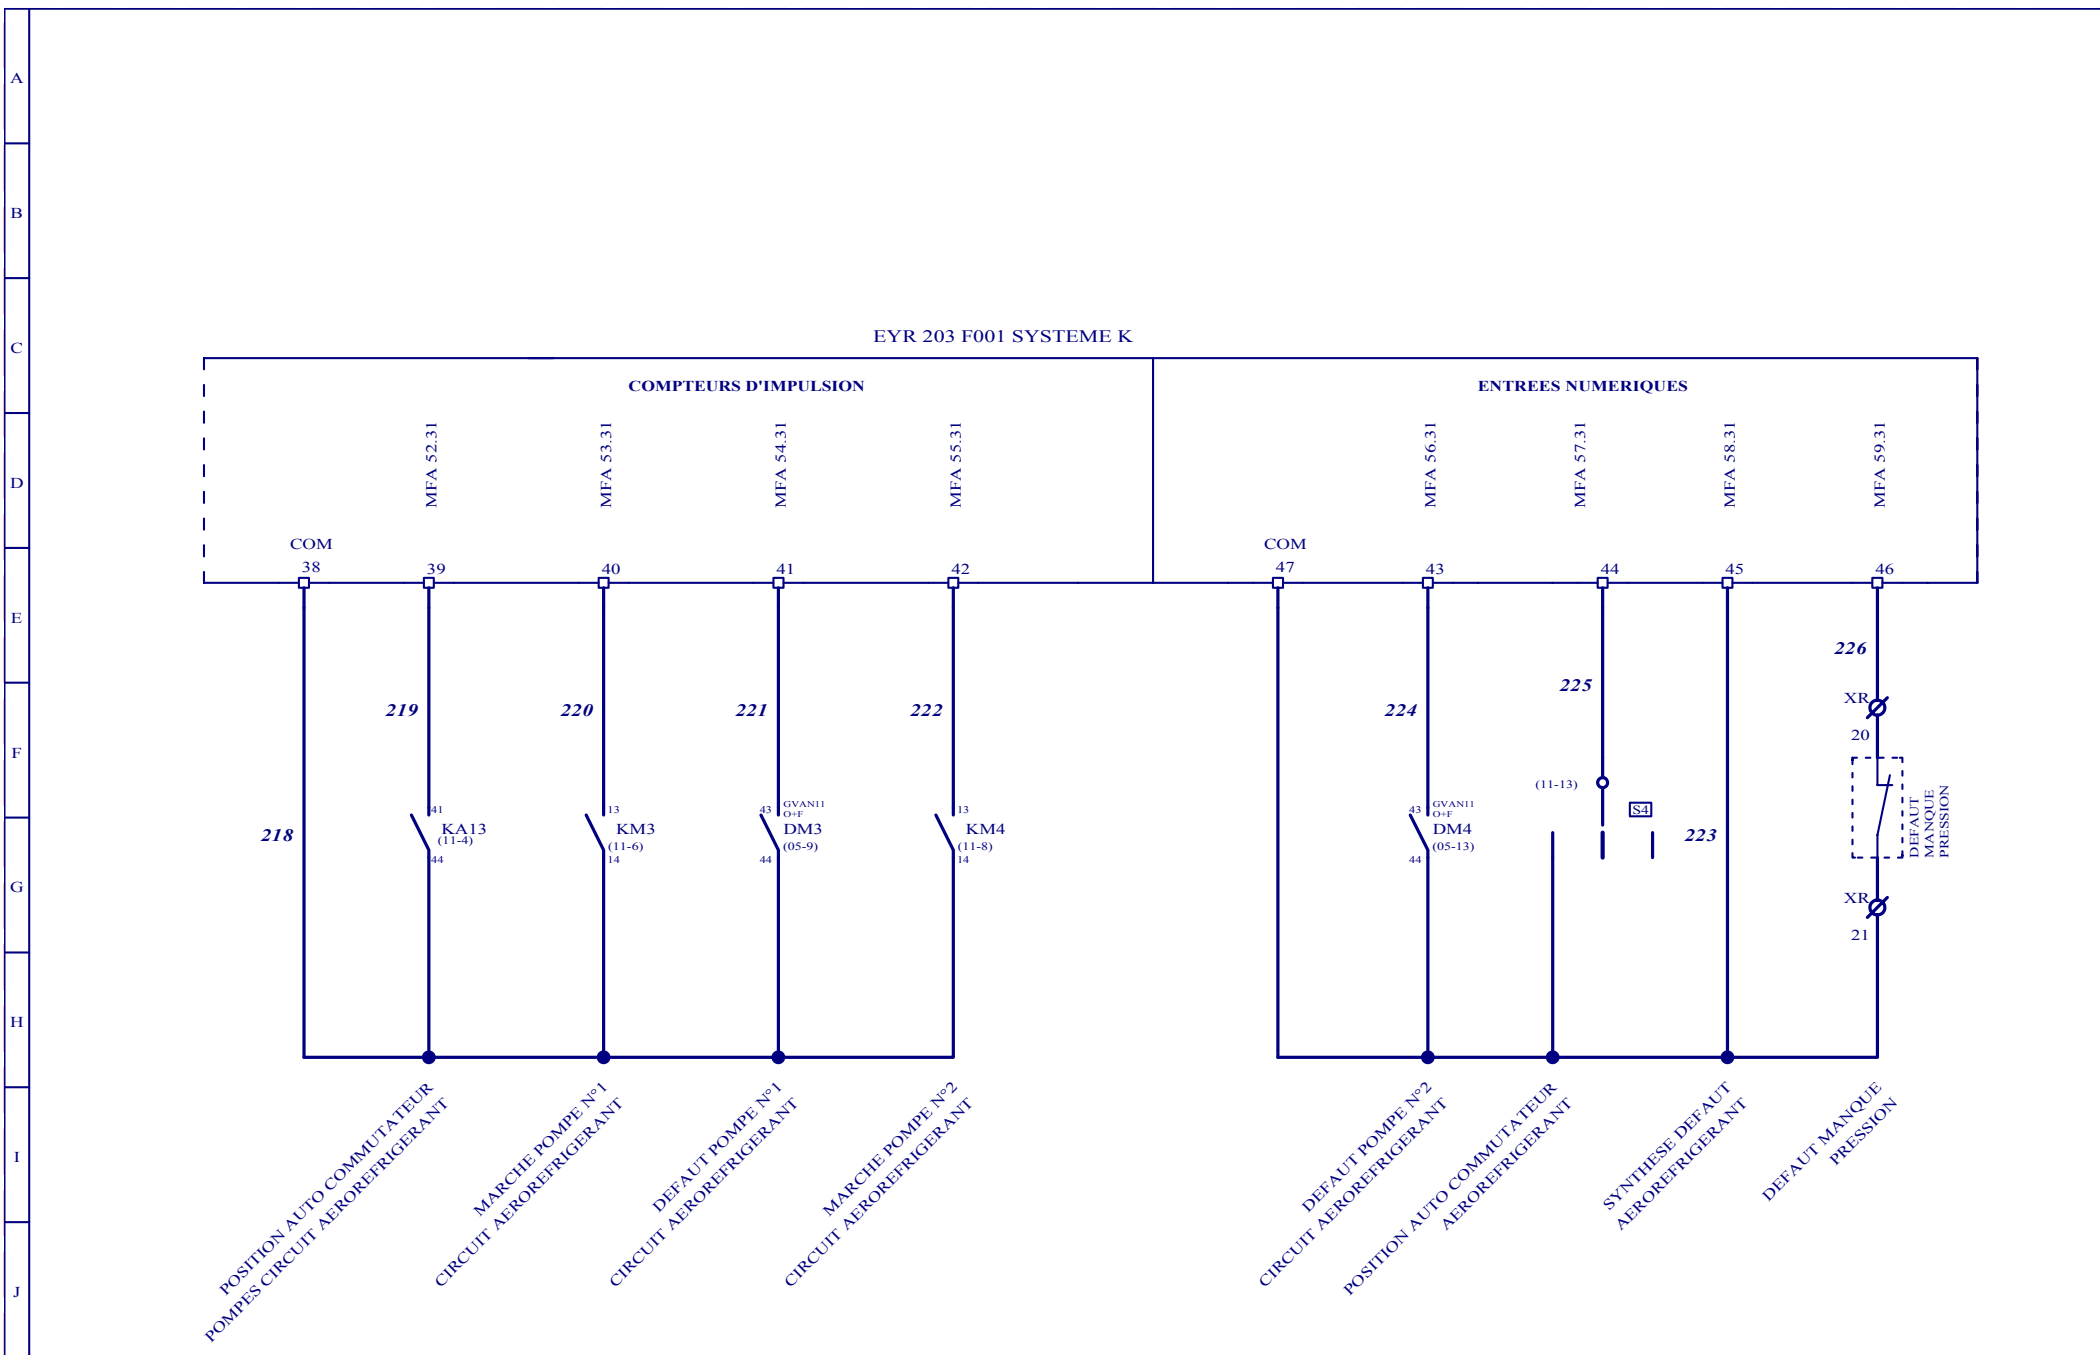 A
B
C
D
E
F
G
H
I
J
EYR 203 F001 SYSTEME K
COMPTEURS D'IMPULSION
ENTREES NUMERIQUES
MFA 52.31
MFA 53.31
MFA 54.31
MFA 55.31
MFA 56.31
MFA 57.31
MFA 58.31
MFA 59.31
COM
38
39
40
41
42
COM
47
43
44
45
46
218
219
220
221
222
224
225
223
226
41
KA13
(11-4)
44
13
KM3
(11-6)
14
43
GVAN11
O+F
DM3
(05-9)
44
13
KM4
(11-8)
14
43
GVAN11
O+F
DM4
(05-13)
44
(11-13)
S4
XR
20
DEFAUT
MANQUE
PRESSION
XR
21
POSITION AUTO COMMUTATEUR
POMPES CIRCUIT AEROREFRIGERANT
MARCHE POMPE N°1
CIRCUIT AEROREFRIGERANT
DEFAUT POMPE N°1
CIRCUIT AEROREFRIGERANT
MARCHE POMPE N°2
CIRCUIT AEROREFRIGERANT
DEFAUT POMPE N°2
CIRCUIT AEROREFRIGERANT
POSITION AUTO COMMUTATEUR
AEROREFRIGERANT
SYNTHESE DEFAUT
AEROREFRIGERANT
DEFAUT MANQUE
PRESSION